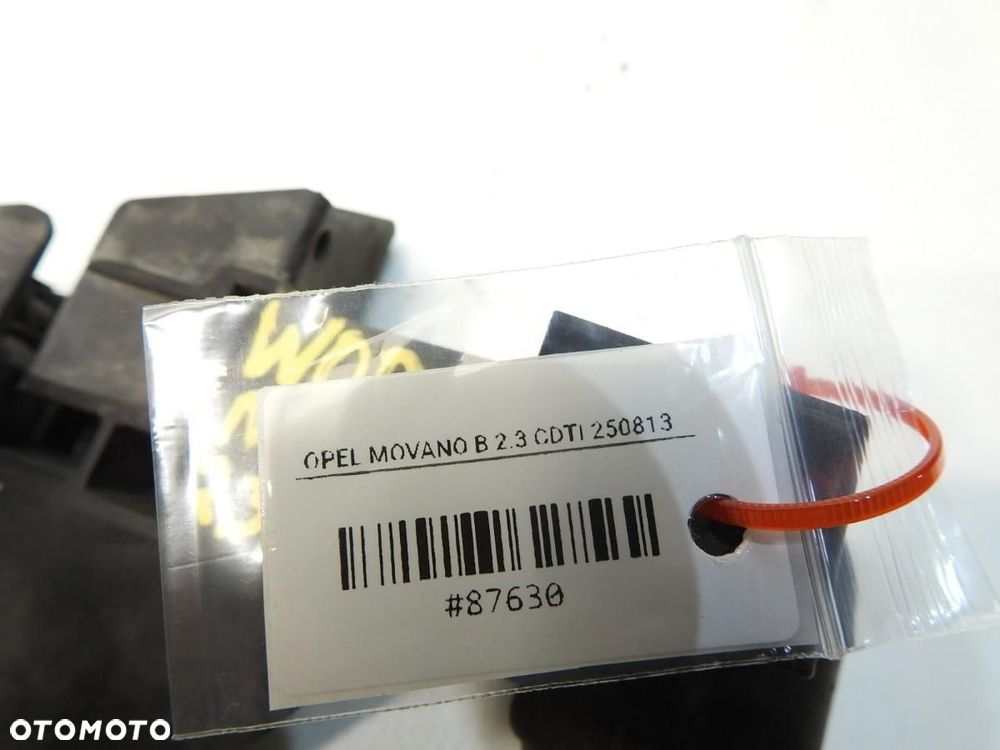 OPEL MOVANO B 2.3 CDTI 250813
#87630
OTOMOTO